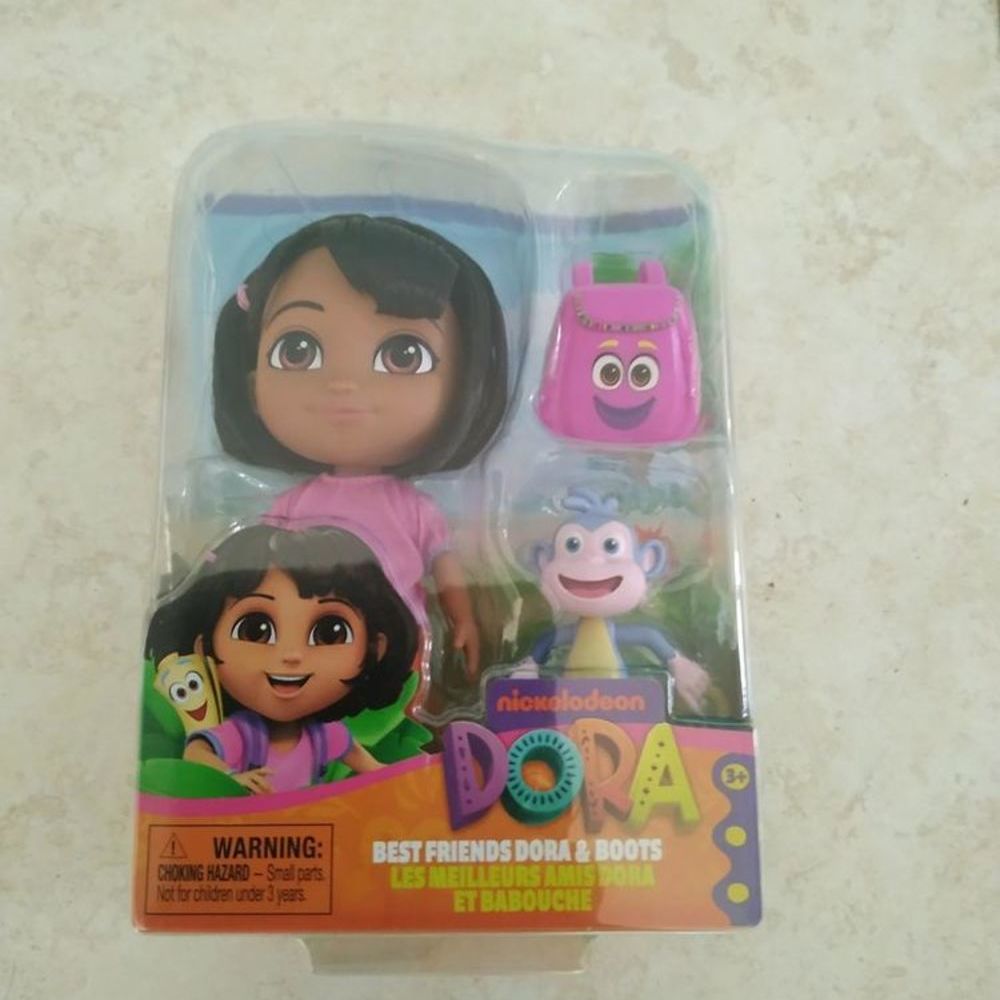 nickelodeon
DORA
3+
BEST FRIENDS DORA & BOOTS
LES MEILLEURS AMIS DORA
ET BABOUCHE
WARNING:
CHOKING HAZARD – Small parts.
Not for children under 3 years.